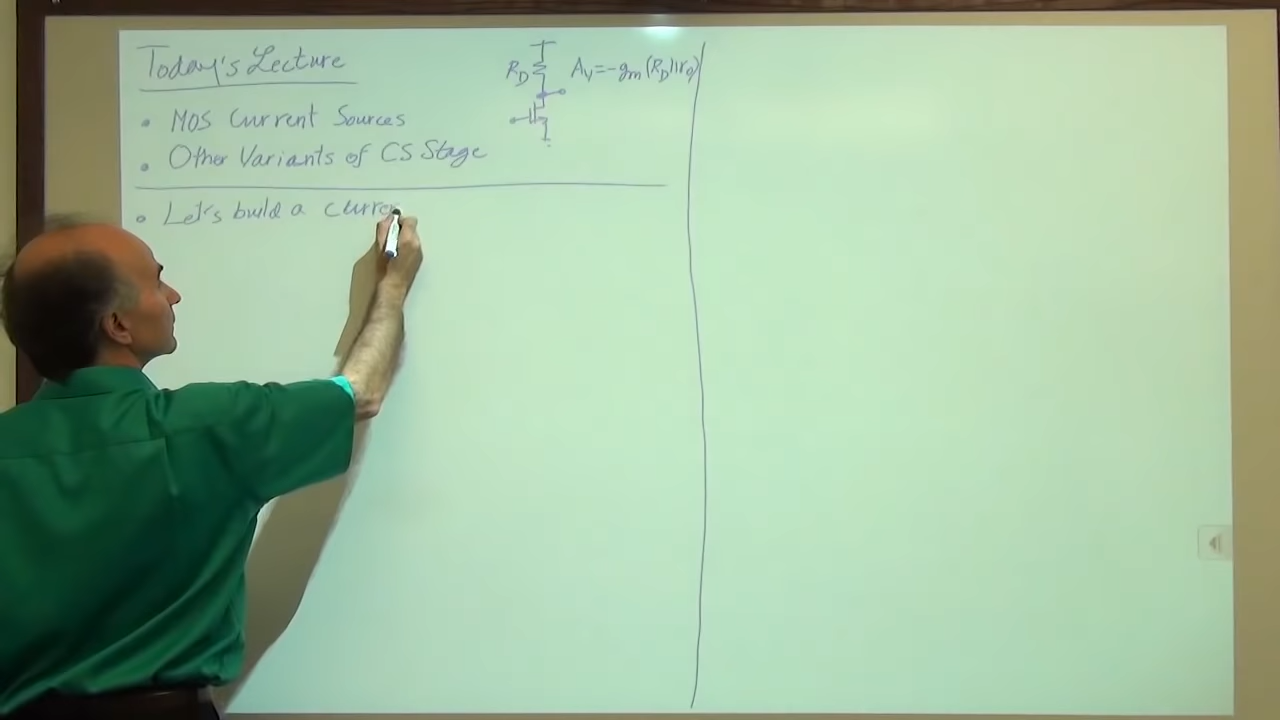 Today's Lecture
• MOS Current Sources
• Other Variants of CS Stage
R_D
A_v=-g_m(R_D||r_o)
• Let's build a curre